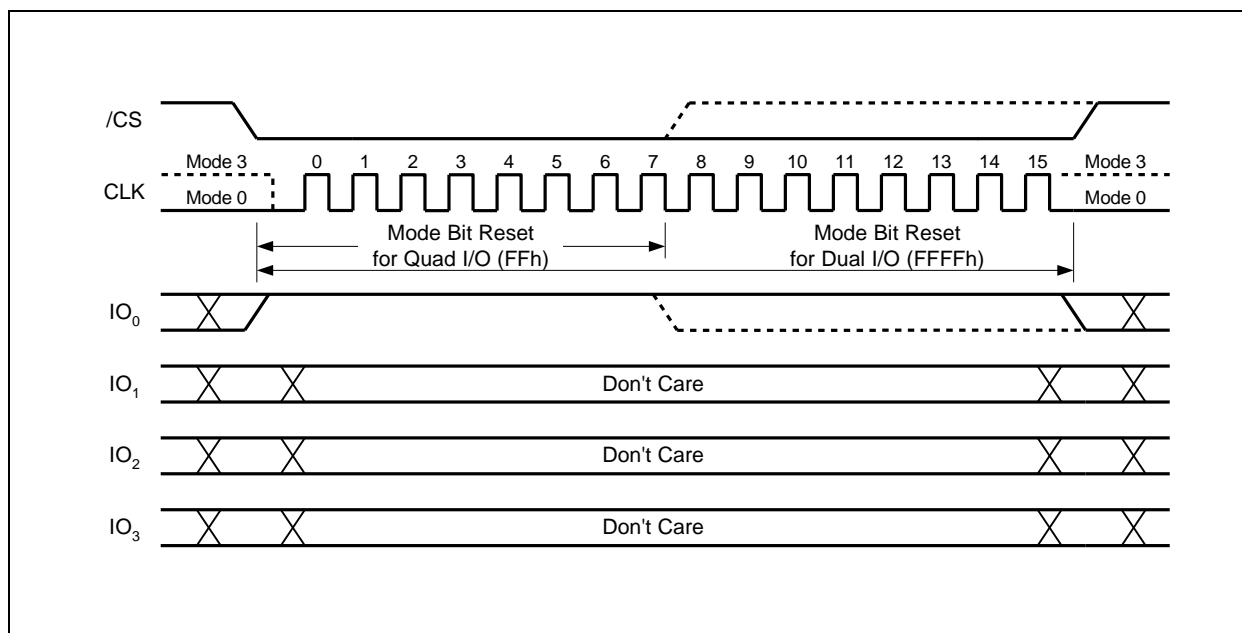 /CS
Mode 3 0 1 2 3 4 5 6 7 8 9 10 11 12 13 14 15 Mode 3
CLK
Mode 0 Mode 0
Mode Bit Reset Mode Bit Reset
for Quad I/O (FFh) for Dual I/O (FFFFh)
IO0
IO1 Don't Care
IO2 Don't Care
IO3 Don't Care